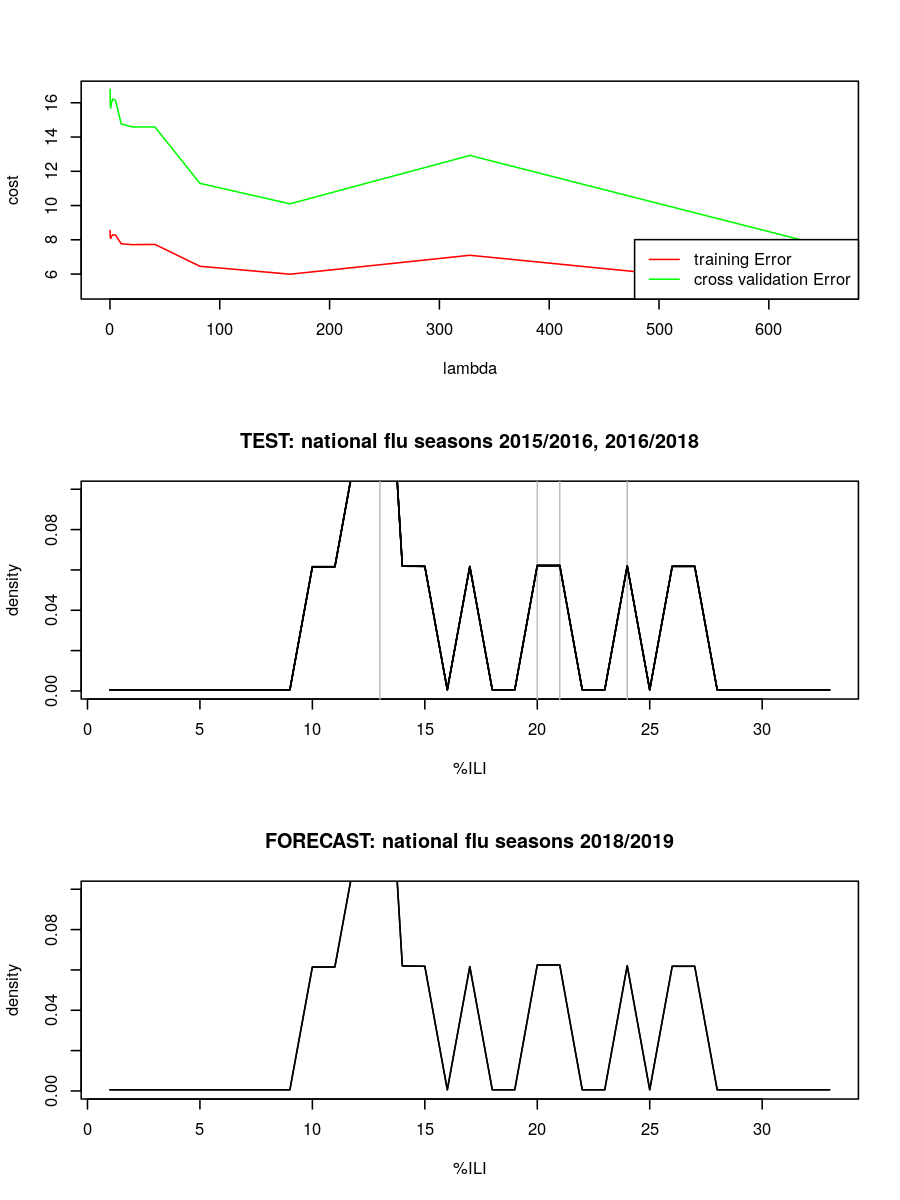 cost
16
14
12
10
8
6
training Error
cross validation Error
0 100 200 300 400 500 600
lambda
TEST: national flu seasons 2015/2016, 2016/2018
density
0.08
0.04
0.00
0 5 10 15 20 25 30
%ILI
FORECAST: national flu seasons 2018/2019
density
0.08
0.04
0.00
0 5 10 15 20 25 30
%ILI